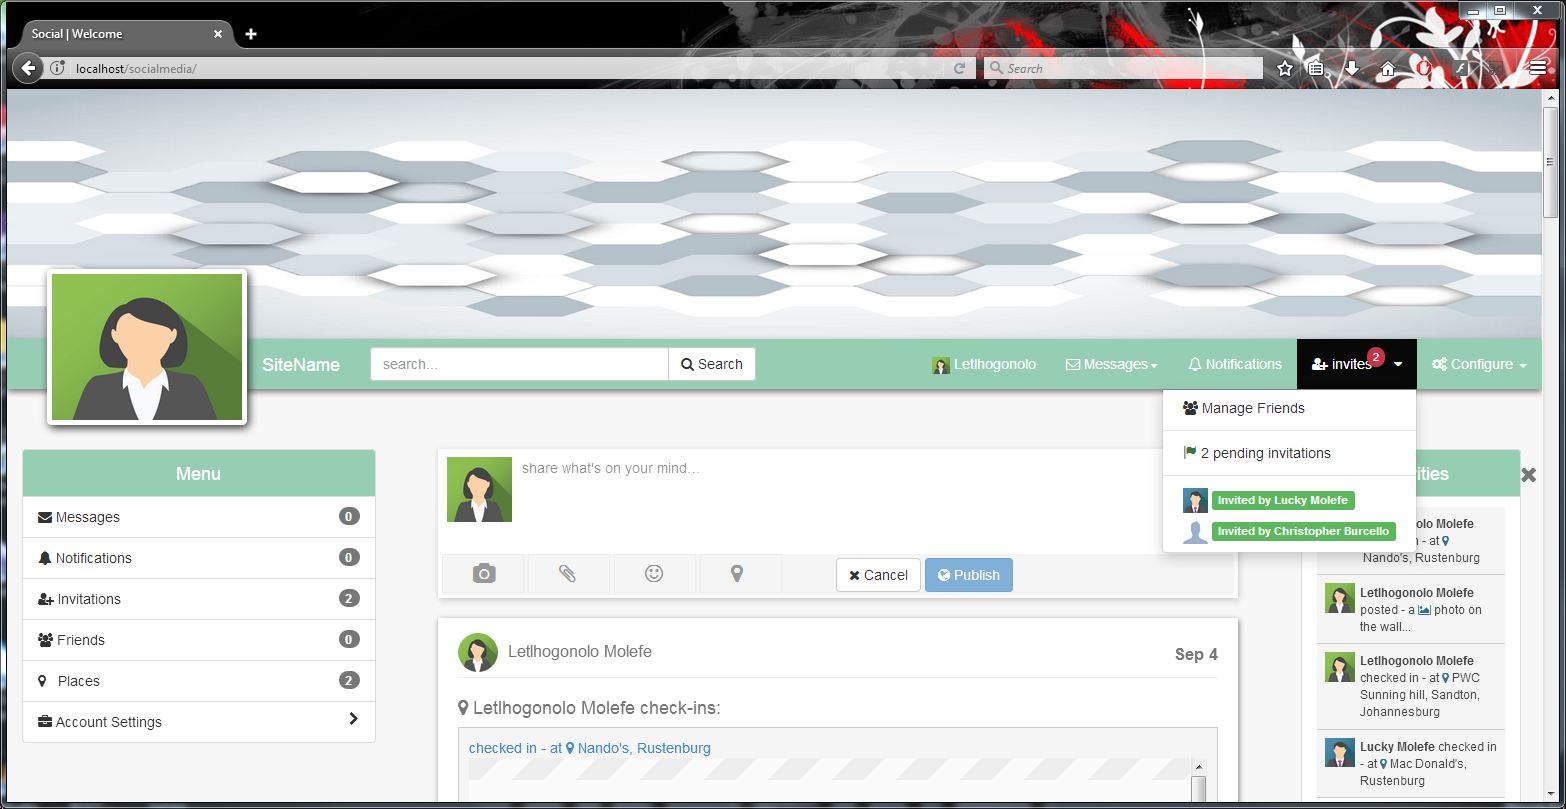 Social | Welcome
localhost/socialmedia/
Search
SiteName
search...
Search
Letlhogonolo
Messages
Notifications
invites
2
Configure
Manage Friends
2 pending invitations
Invited by Lucky Molefe
Invited by Christopher Burcello
Menu
Messages 0
Notifications 0
Invitations 2
Friends 0
Places 2
Account Settings
share what's on your mind...
Cancel
Publish
Letlhogonolo Molefe
Sep 4
Letlhogonolo Molefe check-ins:
checked in - at Nando's, Rustenburg
ities
olo Molefe
n - at
Nando's, Rustenburg
Letlhogonolo Molefe
posted - a photo on
the wall...
Letlhogonolo Molefe
checked in - at PWC
Sunning hill, Sandton,
Johannesburg
Lucky Molefe checked in
- at Mac Donald's,
Rustenburg